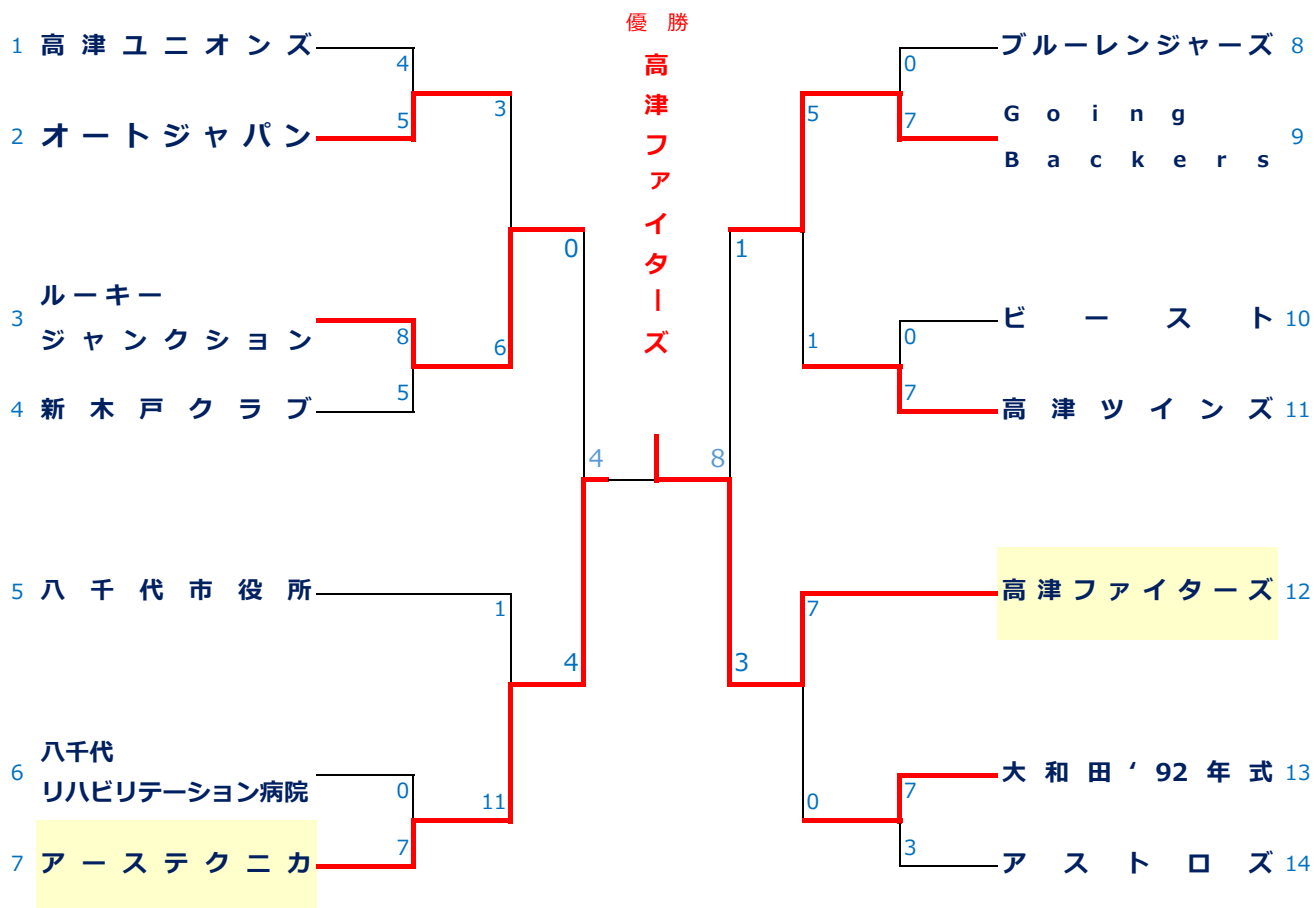 優 勝
高津ファイターズ
1 高津ユニオンズ
4
2 オートジャパン
5
3
3 ルーキー
ジャンクション
8
6
0
4 新木戸クラブ
5
4
5 八千代市役所
1
4
6 八千代
リハビリテーション病院
0
11
7 アーステクニカ
7
ブルーレンジャーズ 8
0
5
Going
Backers 9
7
1
ビースト 10
0
1
高津ツインズ 11
7
8
高津ファイターズ 12
7
3
大和田‘92年式 13
7
0
アストロズ 14
3